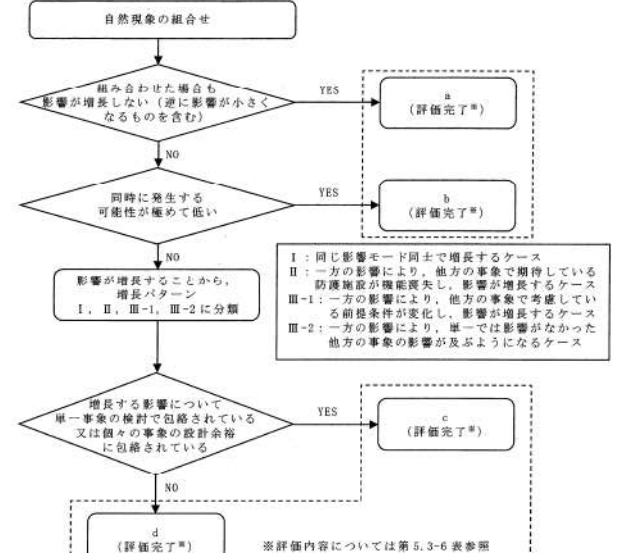 自然現象の組合せ
組み合わせた場合も
影響が増長しない（逆に影響が小さく
なるものを含む）
YES
a
（評価完了※）
NO
同時に発生する
可能性が極めて低い
YES
b
（評価完了※）
NO
影響が増長することから，
増長パターン
Ⅰ，Ⅱ，Ⅲ-1，Ⅲ-2に分類
Ⅰ：同じ影響モード同士で増長するケース
Ⅱ：一方の影響により，他方の事象で期待している
防護施設が機能喪失し，影響が増長するケース
Ⅲ-1：一方の影響により，他方の事象で考慮してい
る前提条件が変化し，影響が増長するケース
Ⅲ-2：一方の影響により，単一では影響がなかった
他方の事象の影響が及ぶようになるケース
増長する影響について
単一事象の検討で包絡されている
又は個々の事象の設計余裕
に包絡されている
YES
c
（評価完了※）
NO
d
（評価完了※）
※評価内容については第5.3-6表参照